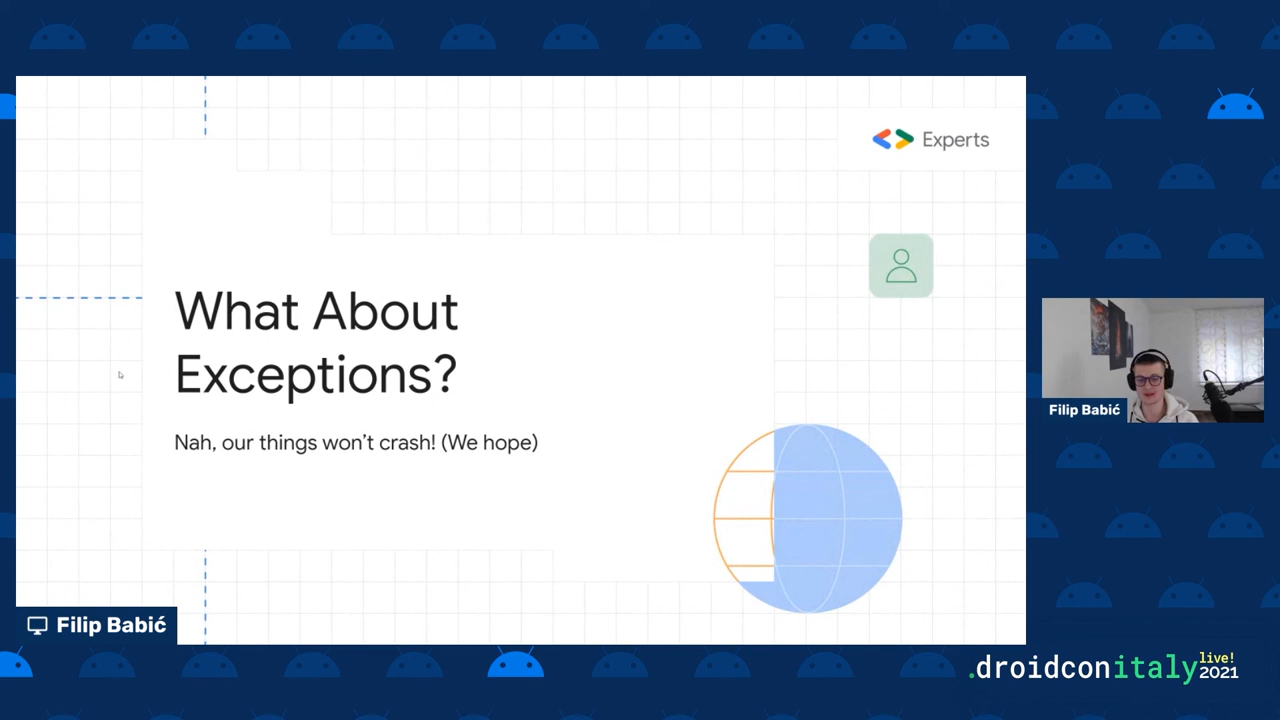 Experts
What About
Exceptions?
Nah, our things won’t crash! (We hope)
Filip Babić
Filip Babić
.droidconitaly live! 2021